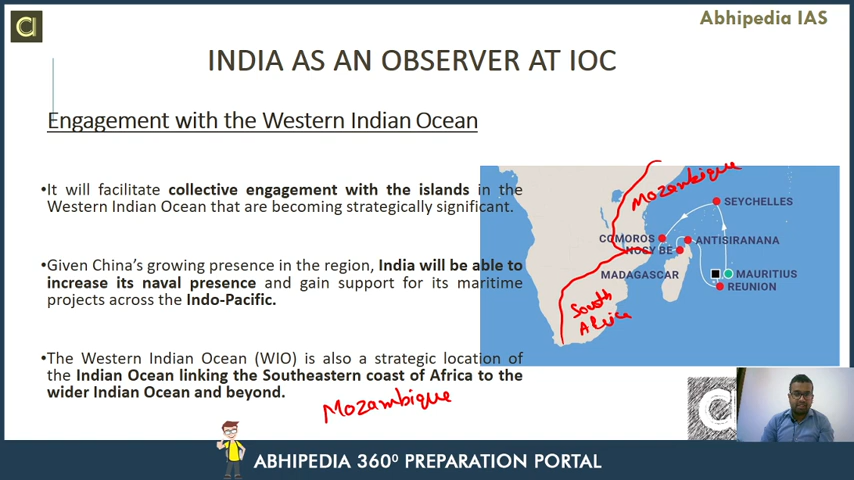 Abhipedia IAS
INDIA AS AN OBSERVER AT IOC
Engagement with the Western Indian Ocean
•It will facilitate collective engagement with the islands in the
Western Indian Ocean that are becoming strategically significant.
•Given China's growing presence in the region, India will be able to
increase its naval presence and gain support for its maritime
projects across the Indo-Pacific.
•The Western Indian Ocean (WIO) is also a strategic location of
the Indian Ocean linking the Southeastern coast of Africa to the
wider Indian Ocean and beyond.
Mozambique
Mozambique
SEYCHELLES
COMOROS
ANTISIRANANA
NOSY BE
MADAGASCAR
MAURITIUS
REUNION
South
Africa
ABHIPEDIA 360⁰ PREPARATION PORTAL